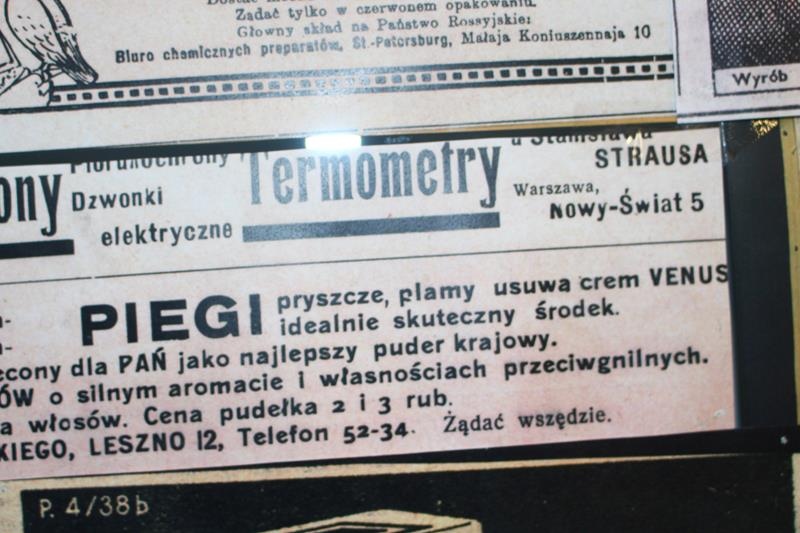 Żądać tylko w czerwonem opakowaniu.
Główny skład na Państwo Rossyjskie:
Biuro chemicznych preparatów, St.-Petersburg, Małaja Koniuszennaja 10
Wyrób
Piorunochrony
ony
Dzwonki
elektryczne
Termometry
u Stanisława
STRAUSA
Warszawa,
Nowy-Świat 5
PIEGI pryszcze, plamy usuwa crem VENUS
idealnie skuteczny środek.
econy dla PAŃ jako najlepszy puder krajowy.
ÓW o silnym aromacie i własnościach przeciwgnilnych.
a włosów. Cena pudełka 2 i 3 rub.
KIEGO, LESZNO 12, Telefon 52-34. Żądać wszędzie.
P. 4/38b